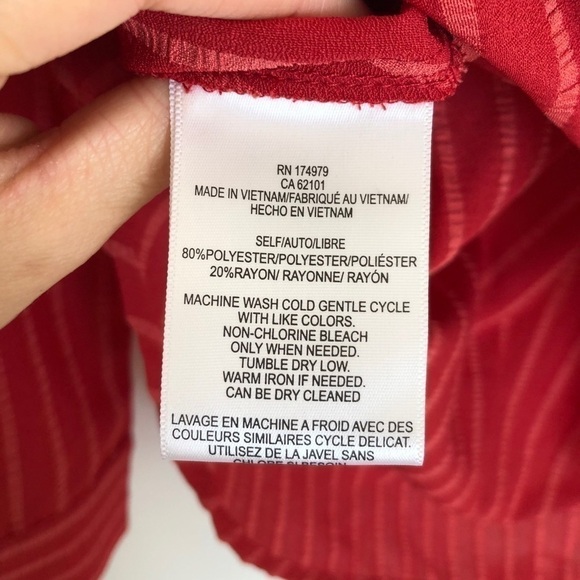 RN 174979
CA 62101
MADE IN VIETNAM/FABRIQUÉ AU VIETNAM/
HECHO EN VIETNAM
SELF/AUTO/LIBRE
80%POLYESTER/POLYESTER/POLIÉSTER
20%RAYON/ RAYONNE/ RAYÓN
MACHINE WASH COLD GENTLE CYCLE
WITH LIKE COLORS.
NON-CHLORINE BLEACH
ONLY WHEN NEEDED.
TUMBLE DRY LOW.
WARM IRON IF NEEDED.
CAN BE DRY CLEANED
LAVAGE EN MACHINE A FROID AVEC DES
COULEURS SIMILAIRES CYCLE DELICAT.
UTILISEZ DE LA JAVEL SANS
CHLORE SI BESOIN